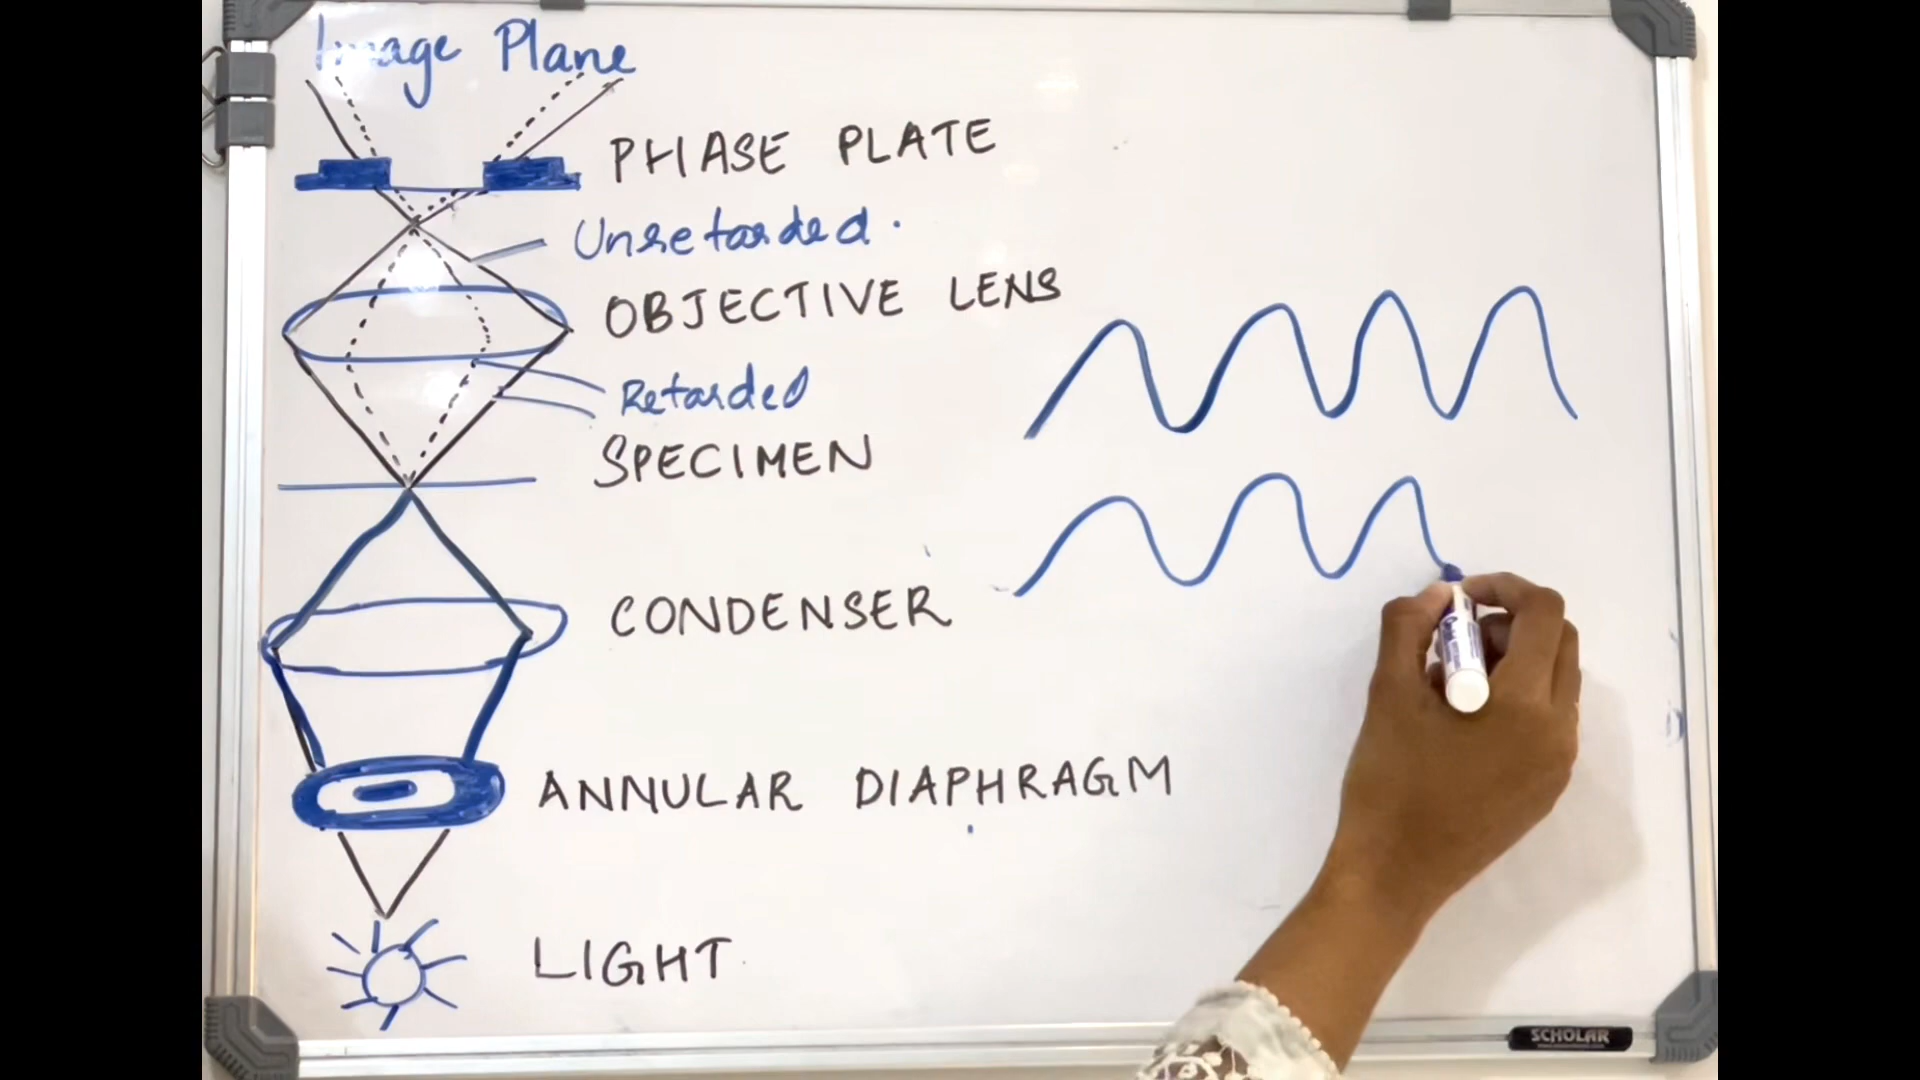 Image Plane
PHASE PLATE
Unretarded.
OBJECTIVE LENS
Retarded
SPECIMEN
CONDENSER
ANNULAR DIAPHRAGM
LIGHT
SCHOLAR